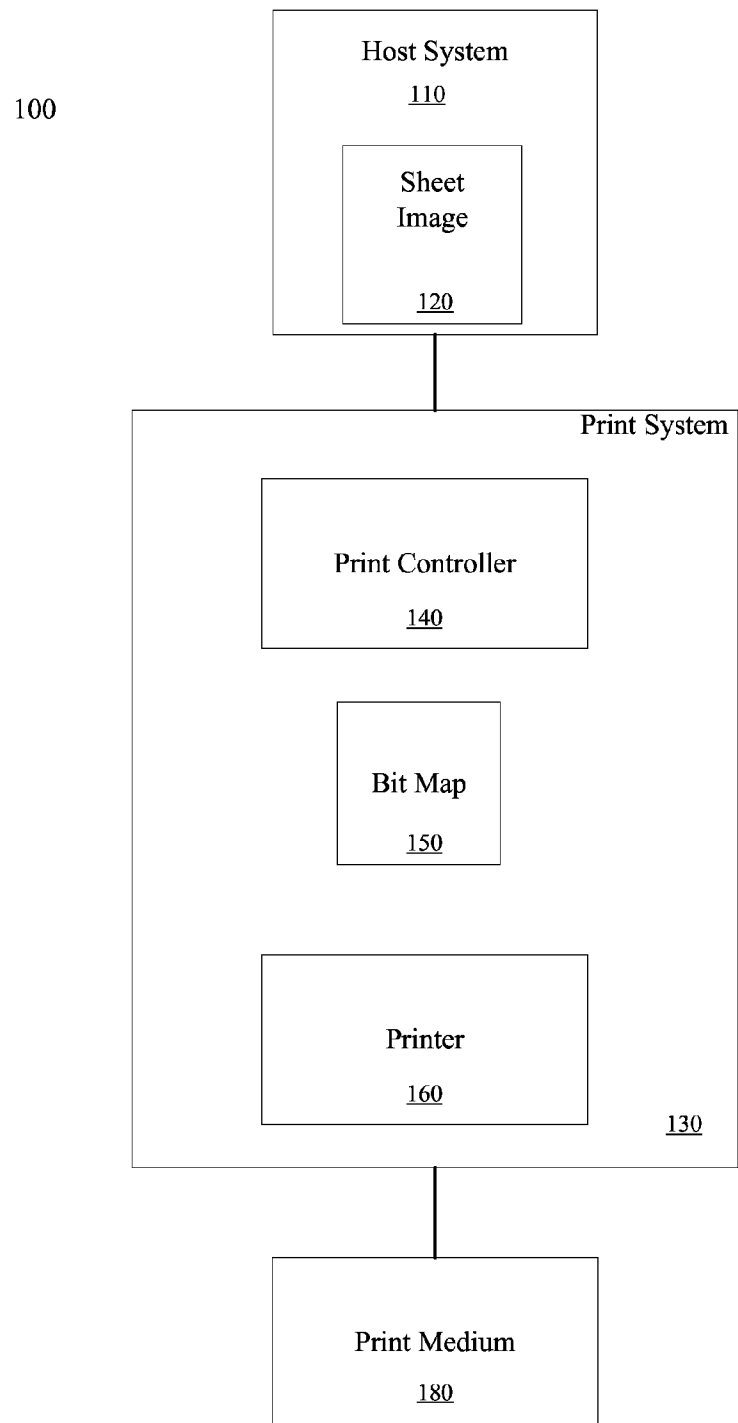 Host System
110
100
Sheet
Image
120
Print System
Print Controller
140
Bit Map
150
Printer
160
130
Print Medium
180